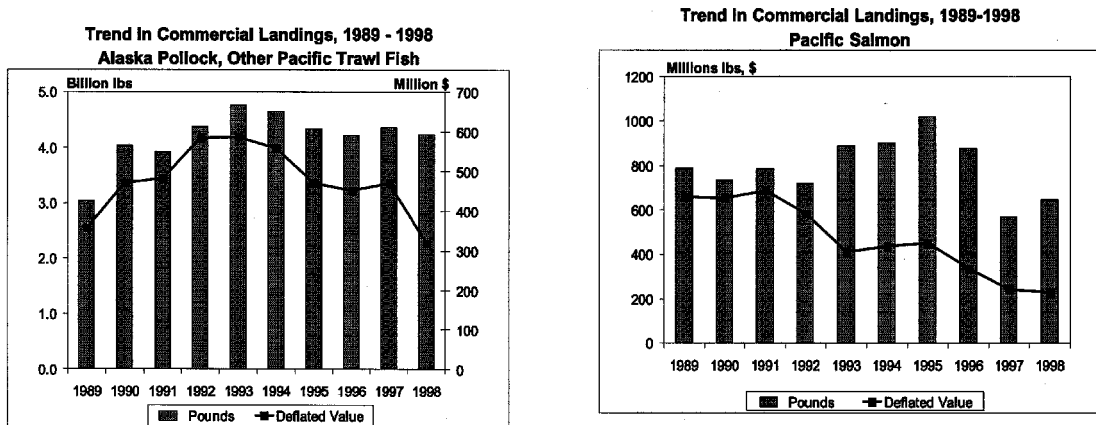 Trend in Commercial Landings, 1989 - 1998
Alaska Pollock, Other Pacific Trawl Fish
Billion lbs Million $
5.0 700
600
4.0
500
3.0
400
300
2.0
200
1.0
100
0.0 0
1989 1990 1991 1992 1993 1994 1995 1996 1997 1998
Pounds Deflated Value
Trend in Commercial Landings, 1989-1998
Pacific Salmon
Millions lbs, $
1200
1000
800
600
400
200
0
1989 1990 1991 1992 1993 1994 1995 1996 1997 1998
Pounds Deflated Value